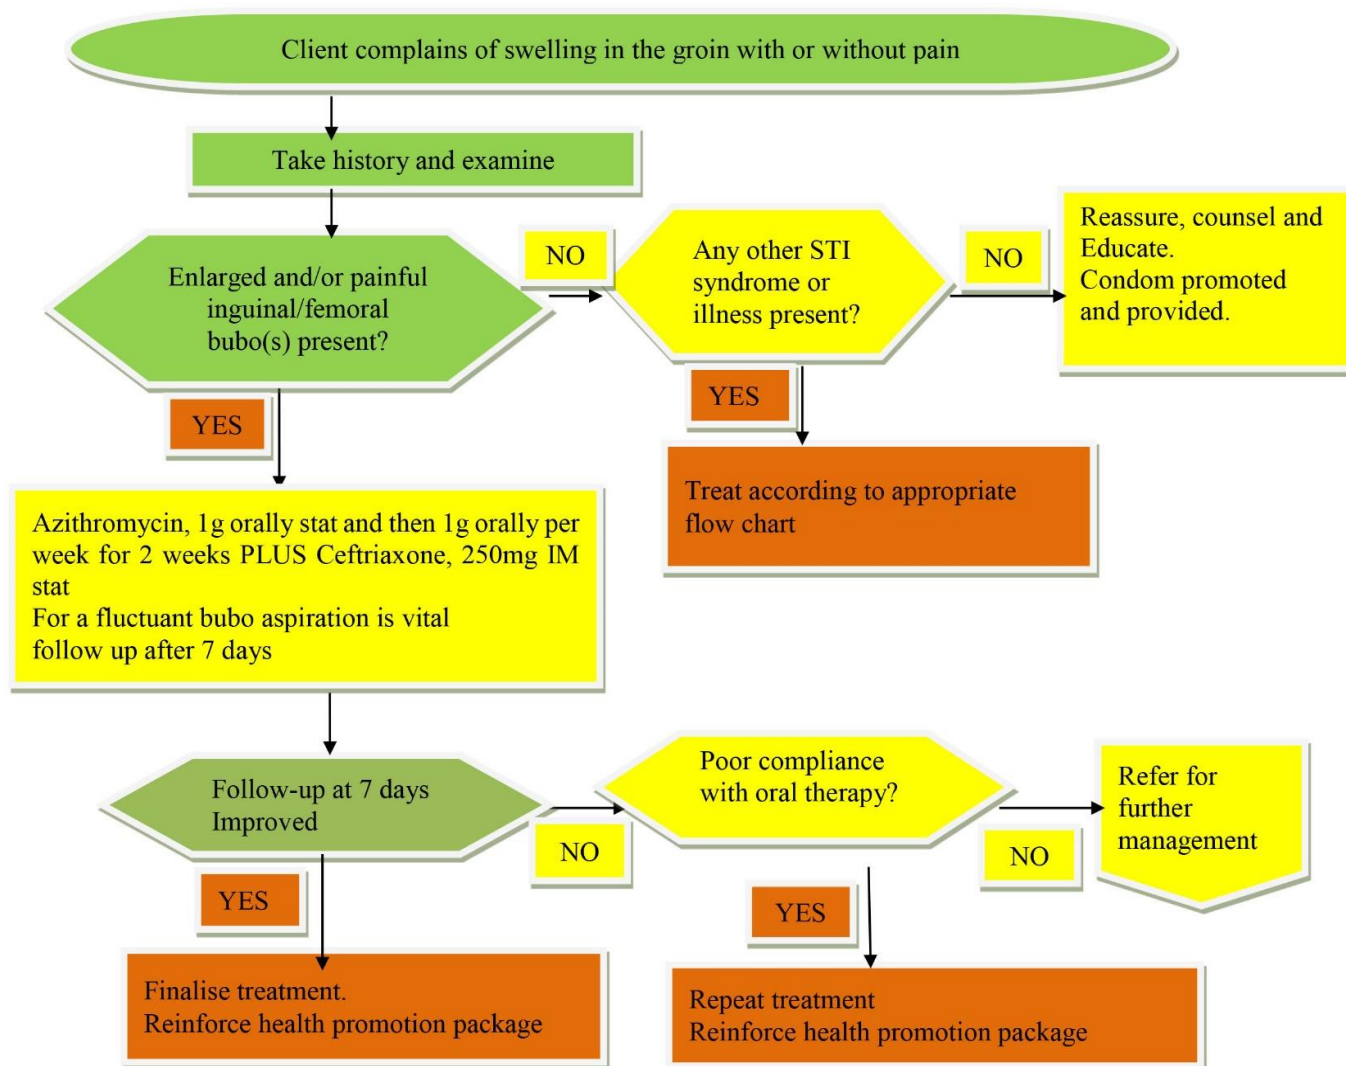 Client complains of swelling in the groin with or without pain
Take history and examine
Enlarged and/or painful
inguinal/femoral
bubo(s) present?
NO
Any other STI
syndrome or
illness present?
NO
Reassure, counsel and
Educate.
Condom promoted
and provided.
YES
YES
Treat according to appropriate
flow chart
Azithromycin, 1g orally stat and then 1g orally per
week for 2 weeks PLUS Ceftriaxone, 250mg IM
stat
For a fluctuant bubo aspiration is vital
follow up after 7 days
Follow-up at 7 days
Improved
NO
Poor compliance
with oral therapy?
NO
Refer for
further
management
YES
YES
Finalise treatment.
Reinforce health promotion package
Repeat treatment
Reinforce health promotion package